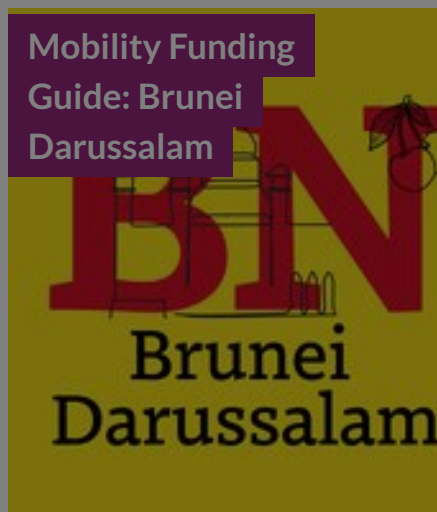 Mobility Funding
Guide: Brunei
Darussalam
BN
Brunei
Darussalam